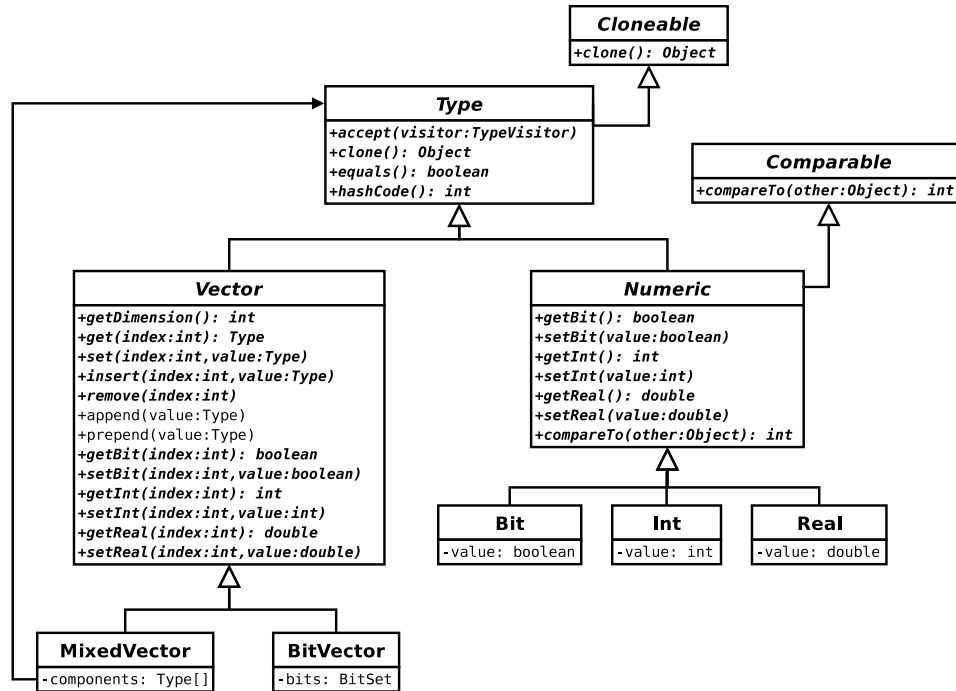 Cloneable
+clone(): Object
Type
+accept(visitor:TypeVisitor)
+clone(): Object
+equals(): boolean
+hashCode(): int
Comparable
+compareTo(other:Object): int
Vector
+getDimension(): int
+get(index:int): Type
+set(index:int,value:Type)
+insert(index:int,value:Type)
+remove(index:int)
+append(value:Type)
+prepend(value:Type)
+getBit(index:int): boolean
+setBit(index:int,value:boolean)
+getInt(index:int): int
+setInt(index:int,value:int)
+getReal(index:int): double
+setReal(index:int,value:double)
Numeric
+getBit(): boolean
+setBit(value:boolean)
+getInt(): int
+setInt(value:int)
+getReal(): double
+setReal(value:double)
+compareTo(other:Object): int
Bit
-value: boolean
Int
-value: int
Real
-value: double
MixedVector
-components: Type[]
BitVector
-bits: BitSet